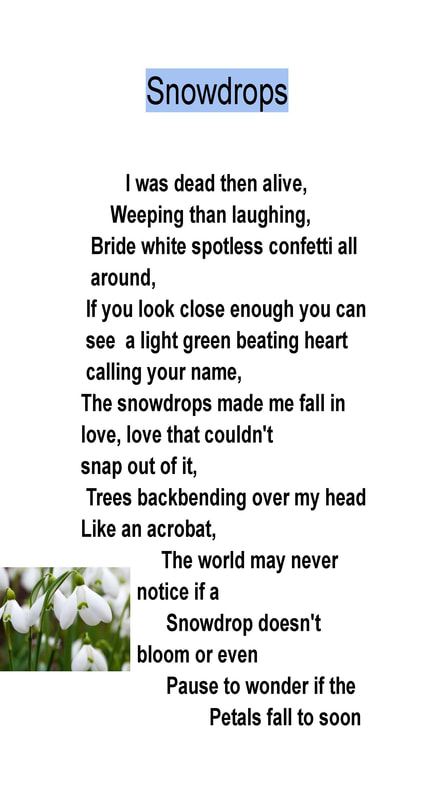 Snowdrops
I was dead then alive,
Weeping than laughing,
Bride white spotless confetti all
around,
If you look close enough you can
see  a light green beating heart
calling your name,
The snowdrops made me fall in
love, love that couldn't
snap out of it,
Trees backbending over my head
Like an acrobat,
The world may never
notice if a
Snowdrop doesn't
bloom or even
Pause to wonder if the
Petals fall to soon